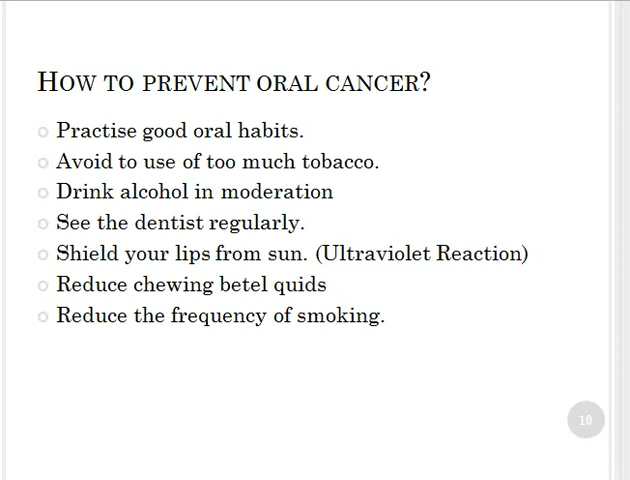 HOW TO PREVENT ORAL CANCER?
Practise good oral habits.
Avoid to use of too much tobacco.
Drink alcohol in moderation
See the dentist regularly.
Shield your lips from sun. (Ultraviolet Reaction)
Reduce chewing betel quids
Reduce the frequency of smoking.
10